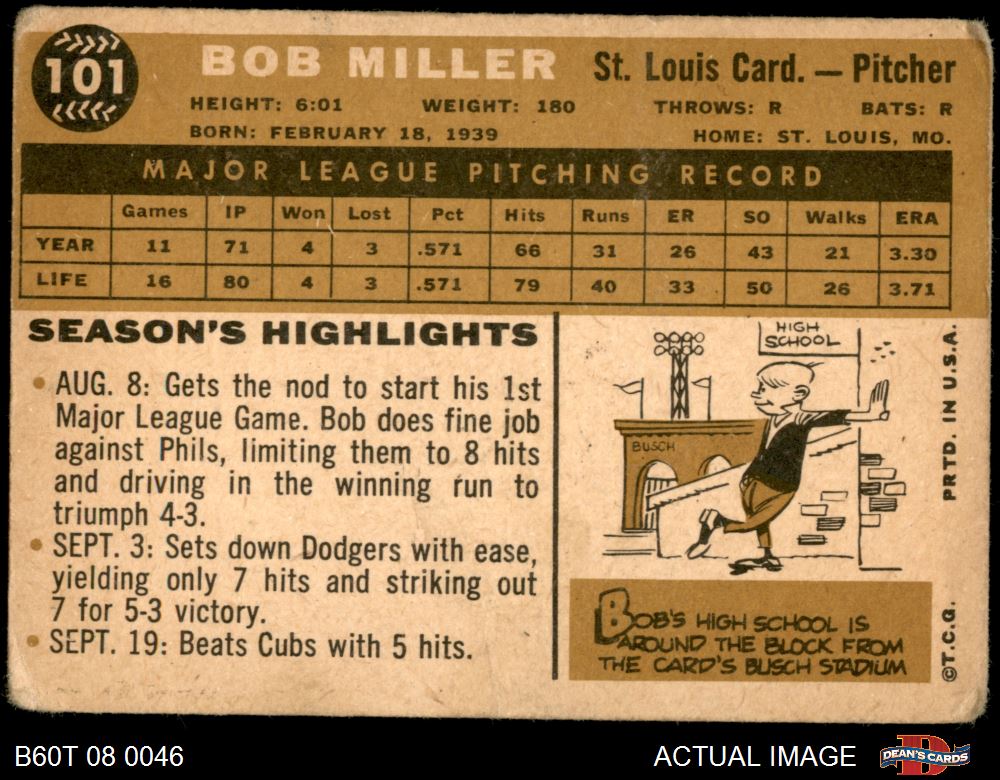 101
BOB MILLER St. Louis Card. — Pitcher
HEIGHT: 6:01 WEIGHT: 180 THROWS: R BATS: R
BORN: FEBRUARY 18, 1939 HOME: ST. LOUIS, MO.
MAJOR LEAGUE PITCHING RECORD
Games IP Won Lost Pct Hits Runs ER SO Walks ERA
YEAR 11 71 4 3 .571 66 31 26 43 21 3.30
LIFE 16 80 4 3 .571 79 40 33 50 26 3.71
SEASON'S HIGHLIGHTS
• AUG. 8: Gets the nod to start his 1st
Major League Game. Bob does fine job
against Phils, limiting them to 8 hits
and driving in the winning run to
triumph 4-3.
• SEPT. 3: Sets down Dodgers with ease,
yielding only 7 hits and striking out
7 for 5-3 victory.
• SEPT. 19: Beats Cubs with 5 hits.
HIGH
SCHOOL
BUSCH
BOB'S HIGH SCHOOL IS
AROUND THE BLOCK FROM
THE CARD'S BUSCH STADIUM
©T.C.G. PRTD. IN U.S.A.
B60T 08 0046 ACTUAL IMAGE DEAN'S CARDS